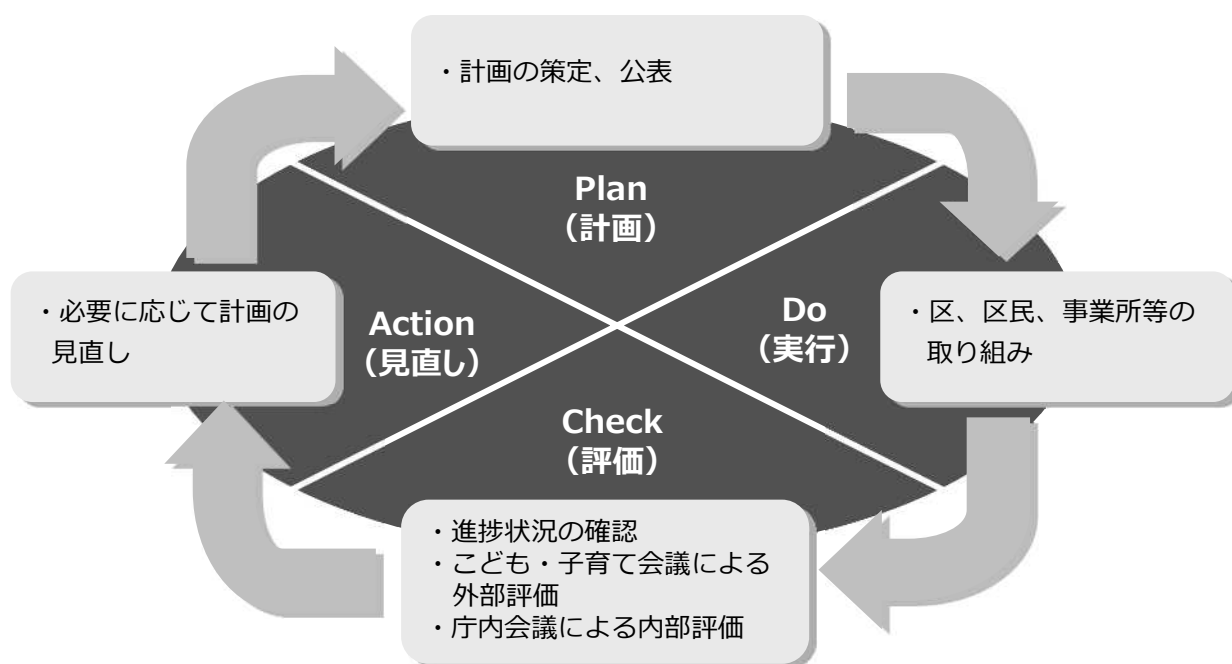 ・計画の策定、公表
Plan
（計画）
・区、区民、事業所等の
取り組み
Do
（実行）
Check
（評価）
・進捗状況の確認
・こども・子育て会議による
外部評価
・庁内会議による内部評価
Action
（見直し）
・必要に応じて計画の
見直し